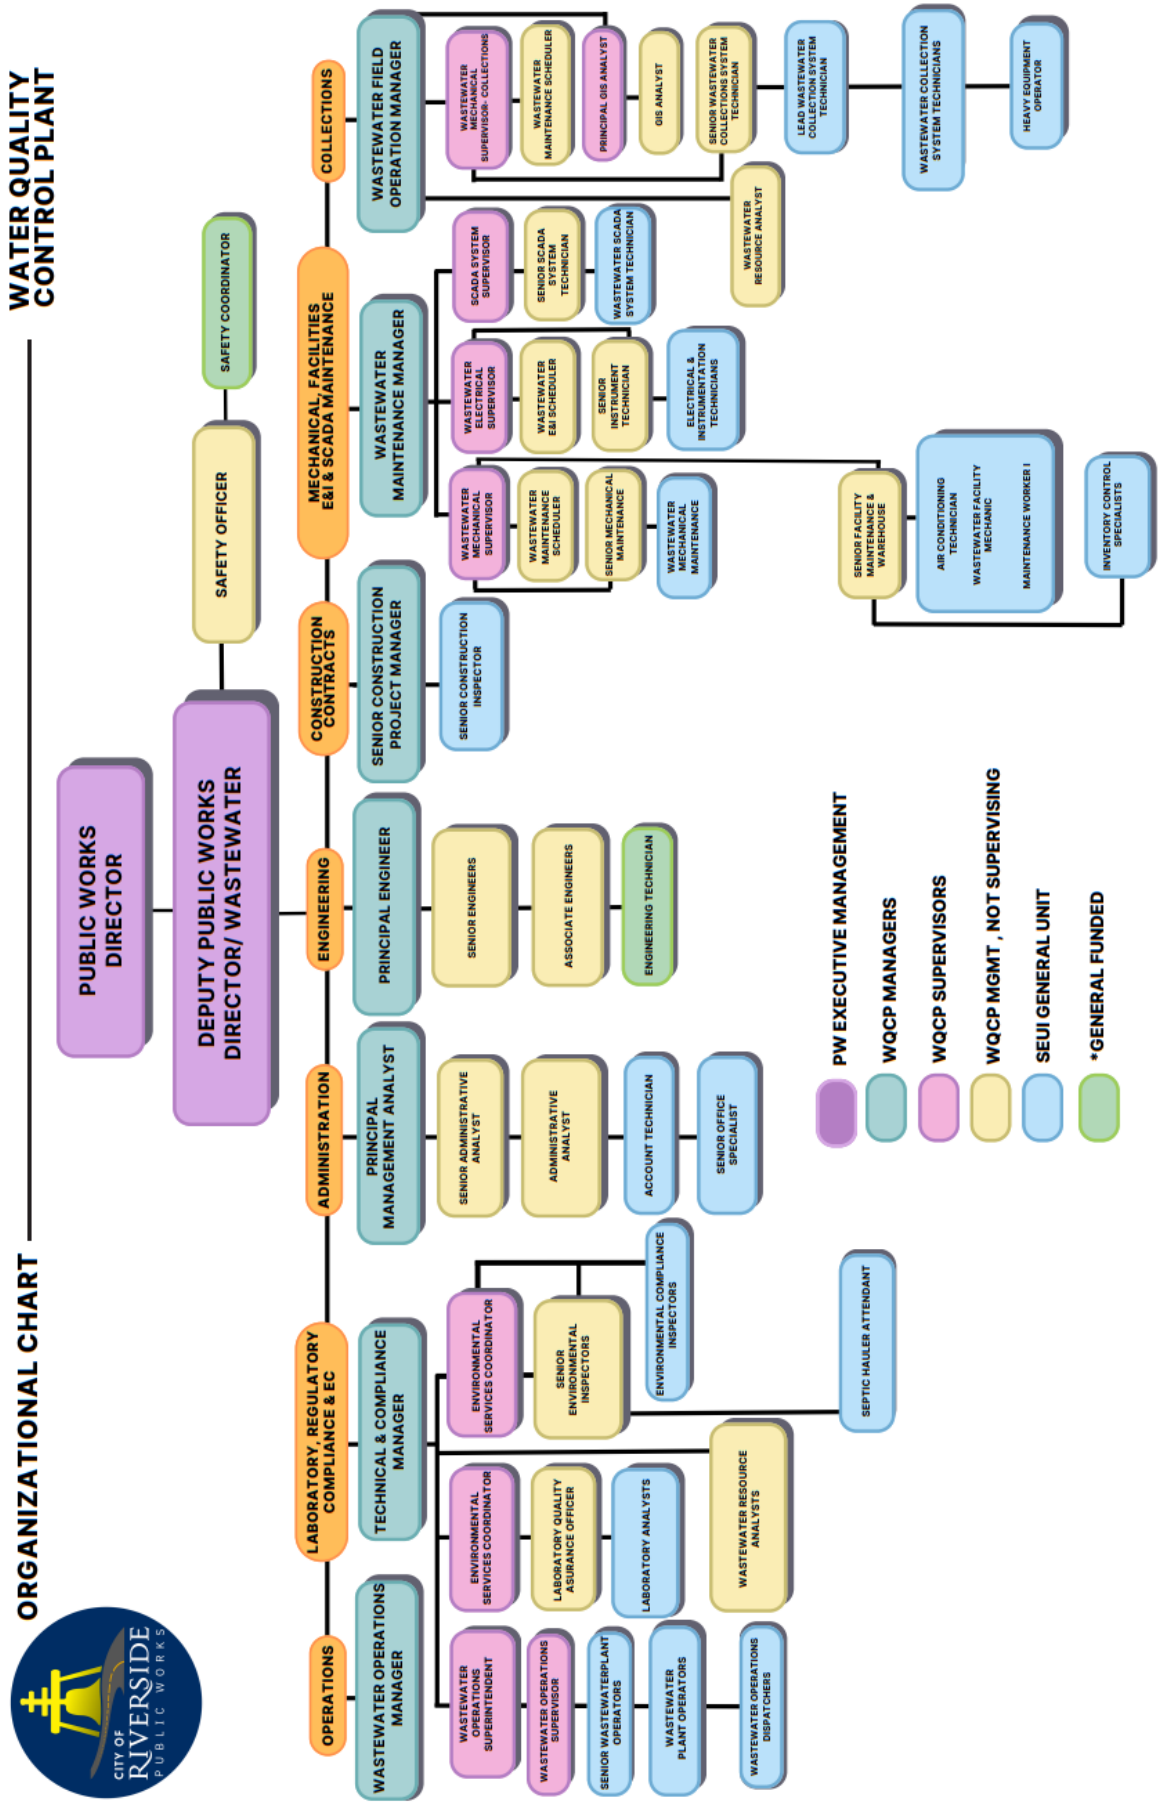 ORGANIZATIONAL CHART
WATER QUALITY
CONTROL PLANT
CITY OF
RIVERSIDE
PUBLIC WORKS
PUBLIC WORKS
DIRECTOR
DEPUTY PUBLIC WORKS
DIRECTOR/ WASTEWATER
SAFETY OFFICER
SAFETY COORDINATOR
OPERATIONS
LABORATORY, REGULATORY
COMPLIANCE & EC
ADMINISTRATION
ENGINEERING
CONSTRUCTION
CONTRACTS
MECHANICAL, FACILITIES
E&I & SCADA MAINTENANCE
COLLECTIONS
WASTEWATER OPERATIONS
MANAGER
TECHNICAL & COMPLIANCE
MANAGER
PRINCIPAL
MANAGEMENT ANALYST
PRINCIPAL ENGINEER
SENIOR CONSTRUCTION
PROJECT MANAGER
WASTEWATER
MAINTENANCE MANAGER
WASTEWATER FIELD
OPERATION MANAGER
WASTEWATER
OPERATIONS
SUPERINTENDENT
WASTEWATER OPERATIONS
SUPERVISOR
SENIOR WASTEWATERPLANT
OPERATORS
WASTEWATER
PLANT OPERATORS
WASTEWATER OPERATIONS
DISPATCHERS
ENVIRONMENTAL
SERVICES COORDINATOR
LABORATORY QUALITY
ASURANCE OFFICER
LABORATORY ANALYSTS
WASTEWATER RESOURCE
ANALYSTS
ENVIRONMENTAL
SERVICES COORDINATOR
SENIOR
ENVIRONMENTAL
INSPECTORS
ENVIRONMENTAL COMPLIANCE
INSPECTORS
SEPTIC HAULER ATTENDANT
SENIOR ADMINISTRATIVE
ANALYST
ADMINISTRATIVE
ANALYST
ACCOUNT TECHNICIAN
SENIOR OFFICE
SPECIALIST
SENIOR ENGINEERS
ASSOCIATE ENGINEERS
ENGINEERING TECHNICIAN
SENIOR CONSTRUCTION
INSPECTOR
WASTEWATER
MECHANICAL
SUPERVISOR
WASTEWATER
MAINTENANCE
SCHEDULER
SENIOR MECHANICAL
MAINTENANCE
WASTEWATER
MECHANICAL
MAINTENANCE
SENIOR FACILITY
MAINTENANCE &
WAREHOUSE
AIR CONDITIONING
TECHNICIAN
WASTEWATER FACILITY
MECHANIC
MAINTENANCE WORKER I
INVENTORY CONTROL
SPECIALISTS
WASTEWATER
ELECTRICAL
SUPERVISOR
WASTEWATER
E&I SCHEDULER
SENIOR
INSTRUMENT
TECHNICIAN
ELECTRICAL &
INSTRUMENTATION
TECHNICIANS
SCADA SYSTEM
SUPERVISOR
SENIOR SCADA
SYSTEM
TECHNICIAN
WASTEWATER SCADA
SYSTEM TECHNICIAN
WASTEWATER
RESOURCE ANALYST
WASTEWATER
MECHANICAL
SUPERVISOR- COLLECTIONS
WASTEWATER
MAINTENANCE SCHEDULER
PRINCIPAL GIS ANALYST
GIS ANALYST
SENIOR WASTEWATER
COLLECTIONS SYSTEM
TECHNICIAN
LEAD WASTEWATER
COLLECTION SYSTEM
TECHNICIAN
WASTEWATER COLLECTION
SYSTEM TECHNICIANS
HEAVY EQUIPMENT
OPERATOR
PW EXECUTIVE MANAGEMENT
WQCP MANAGERS
WQCP SUPERVISORS
WQCP MGMT , NOT SUPERVISING
SEUI GENERAL UNIT
*GENERAL FUNDED